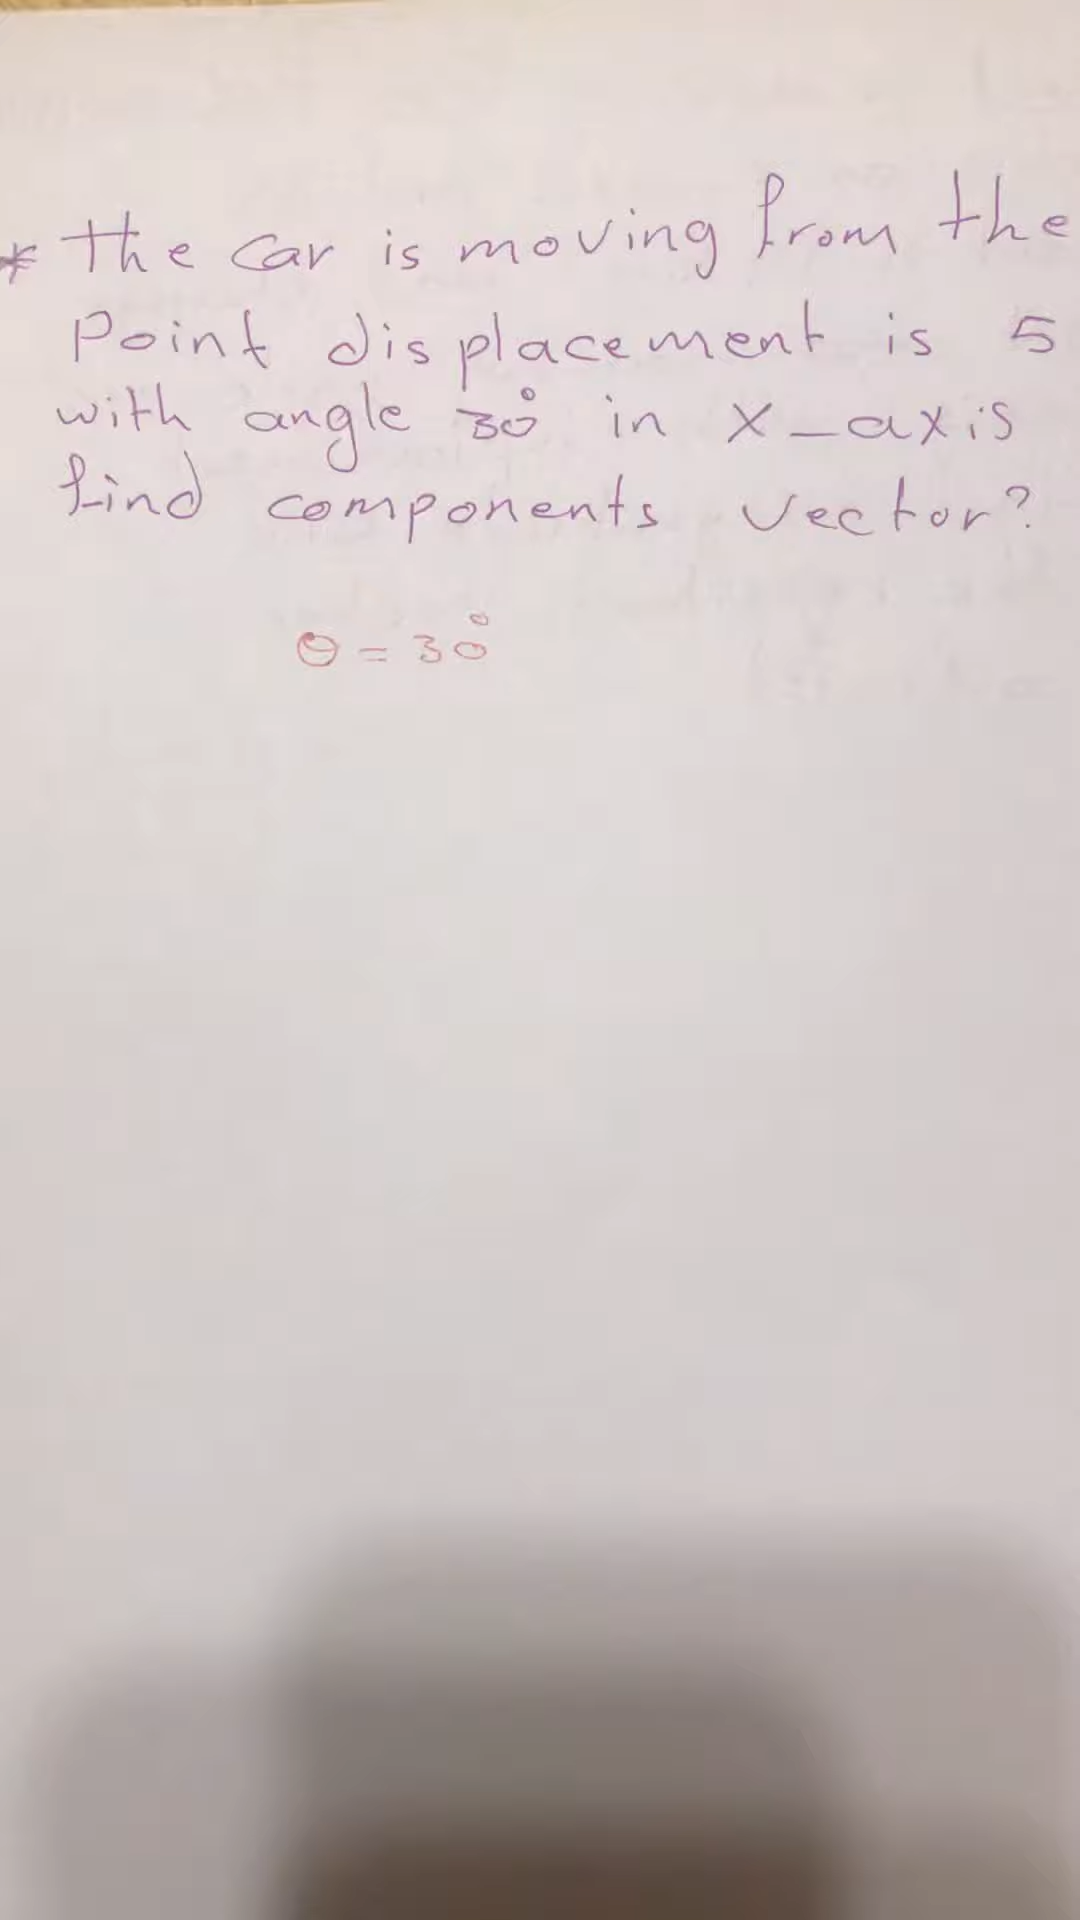 * The car is moving from the
Point displacement is 5
with angle 30° in x-axis
find components vector?
θ = 30°